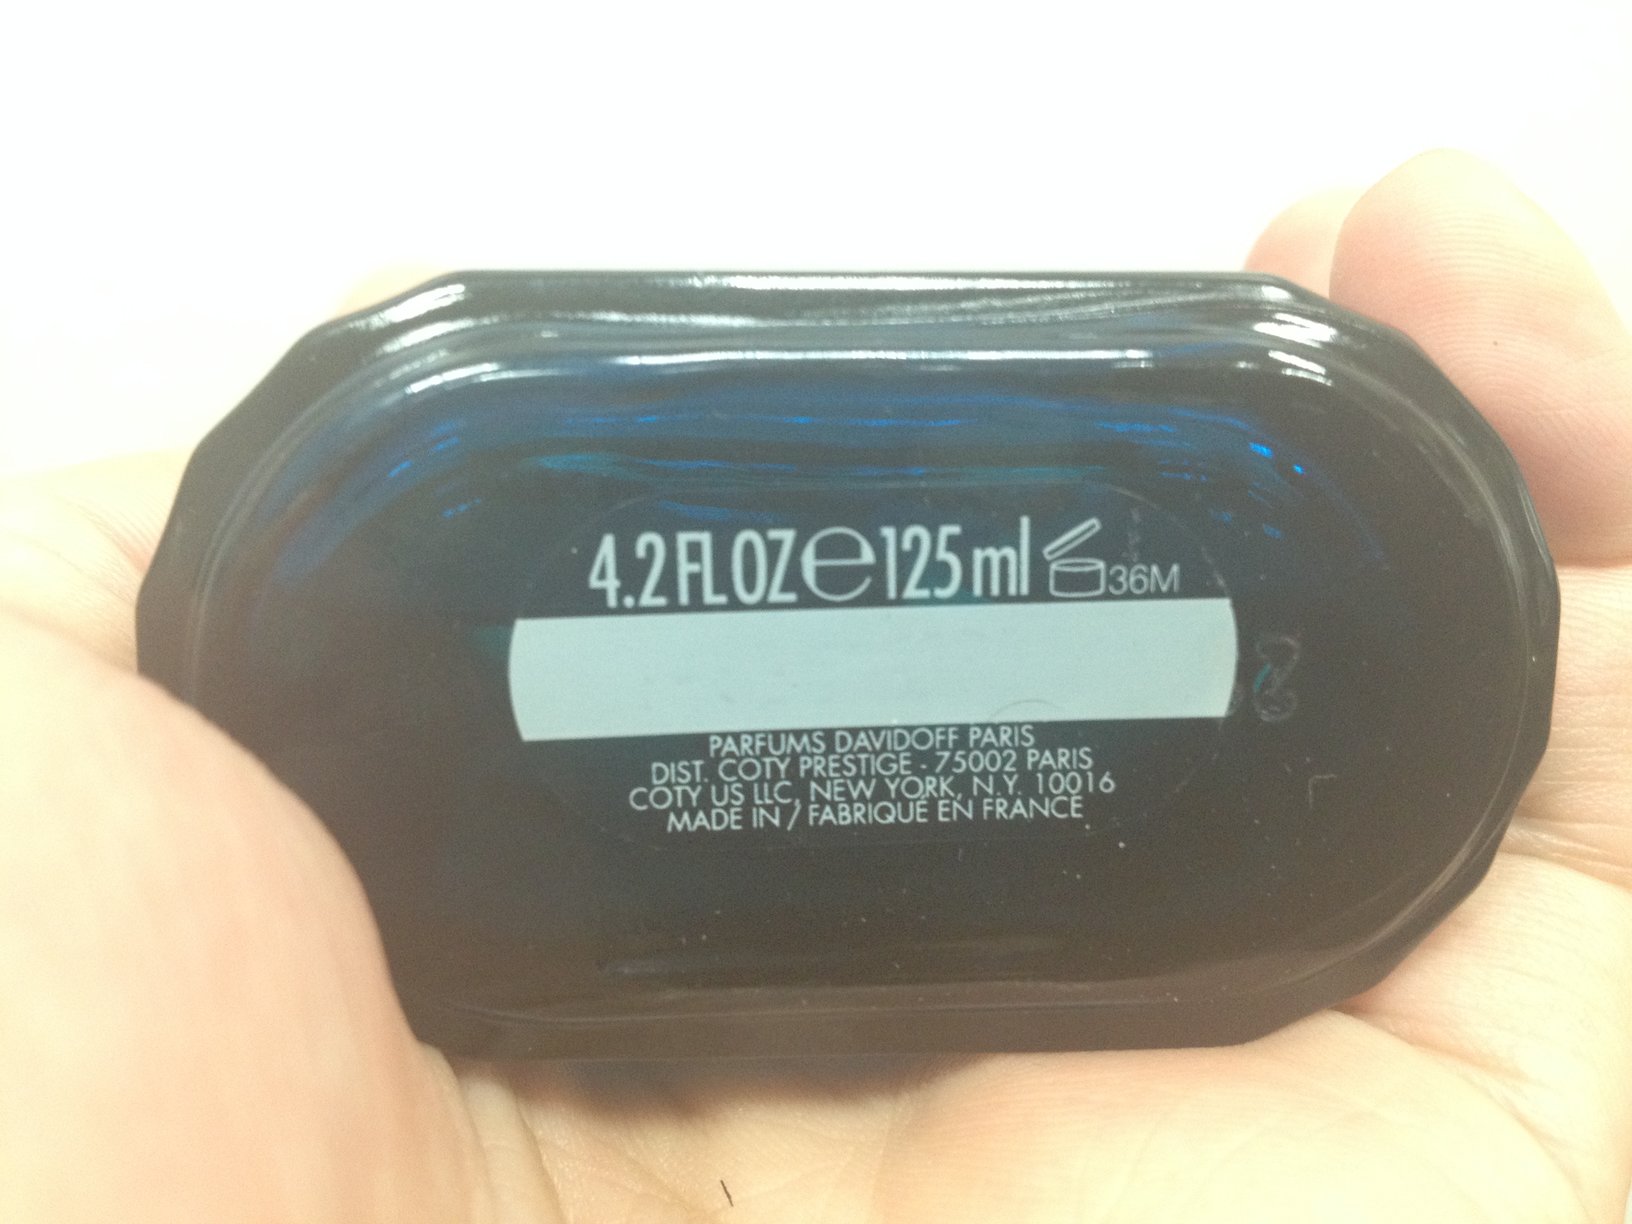 4.2 FL OZ e 125 ml 36M
PARFUMS DAVIDOFF PARIS
DIST. COTY PRESTIGE - 75002 PARIS
COTY US LLC, NEW YORK, N.Y. 10016
MADE IN / FABRIQUÉ EN FRANCE